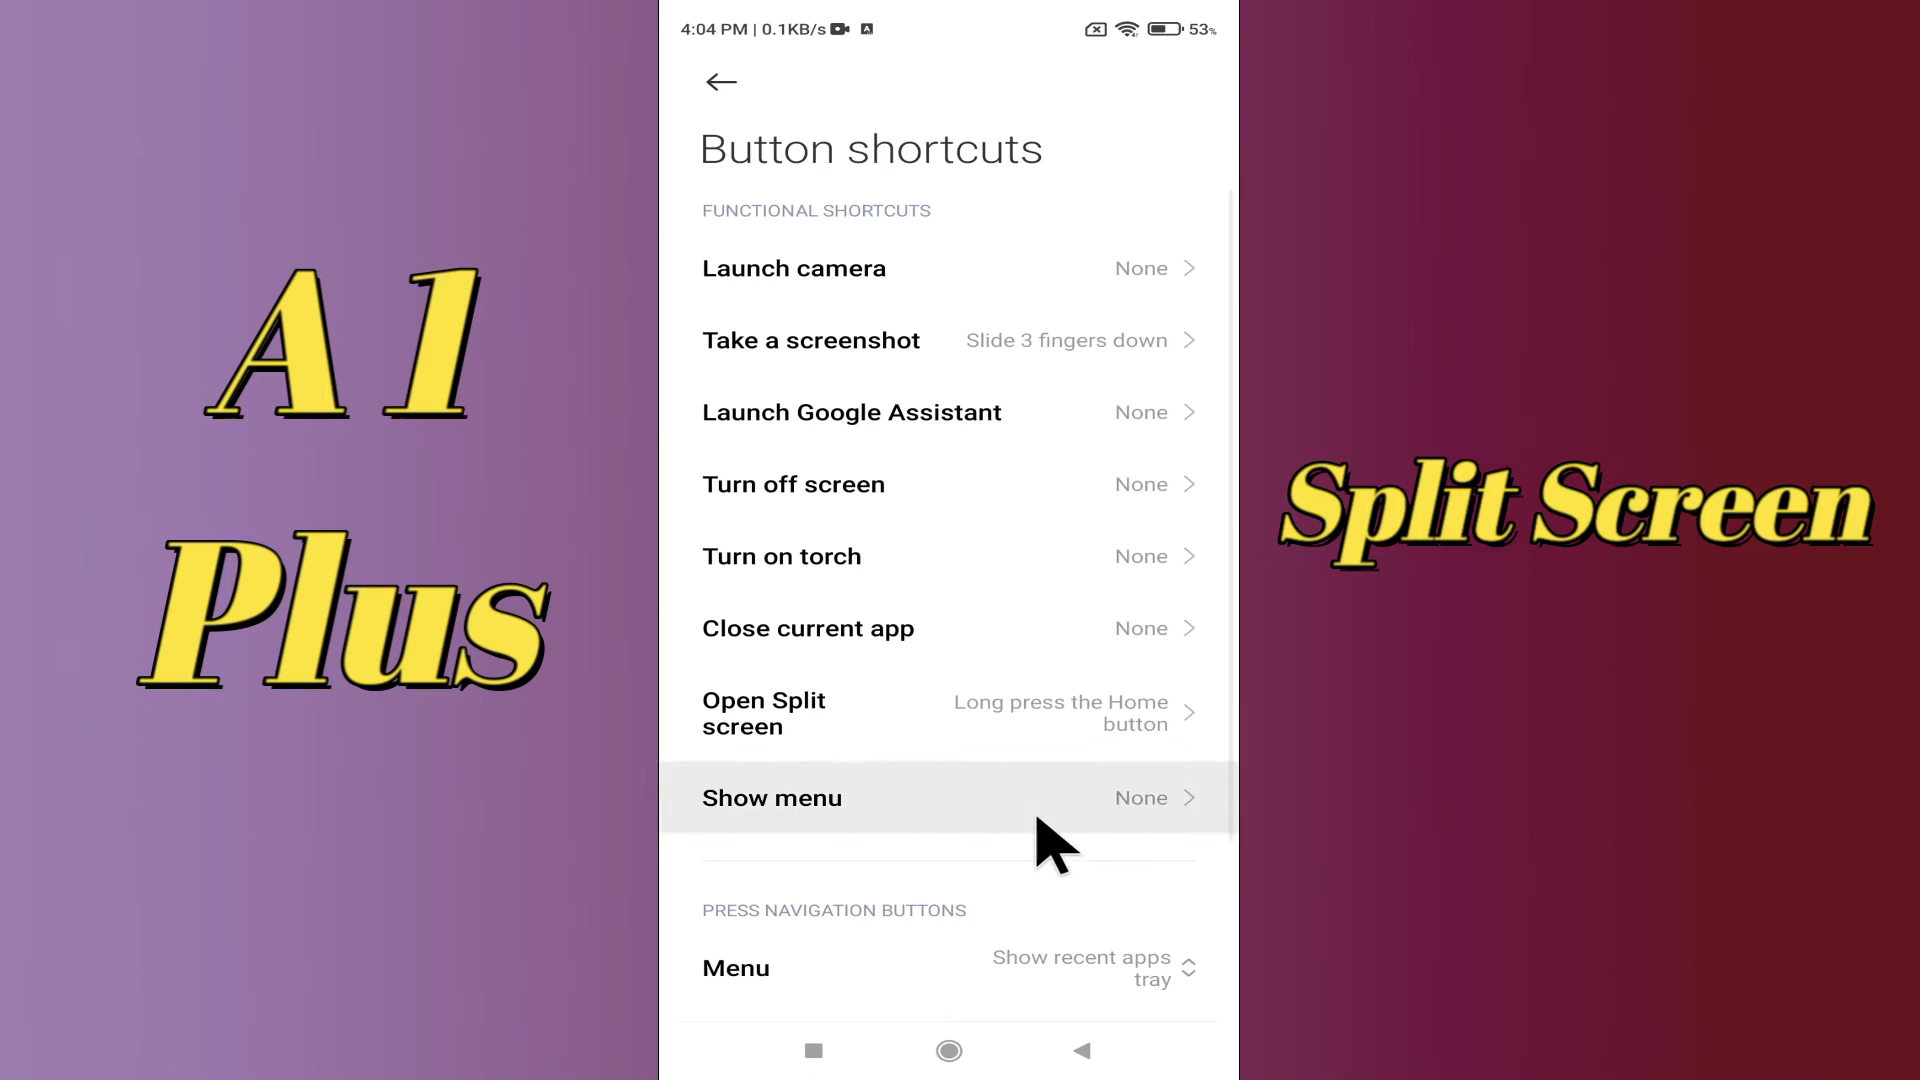 A 1
Plus
4:04 PM | 0.1KB/s A
53%
Button shortcuts
FUNCTIONAL SHORTCUTS
Launch camera None
Take a screenshot Slide 3 fingers down
Launch Google Assistant None
Turn off screen None
Turn on torch None
Close current app None
Open Split screen Long press the Home button
Show menu None
PRESS NAVIGATION BUTTONS
Menu Show recent apps tray
Split Screen